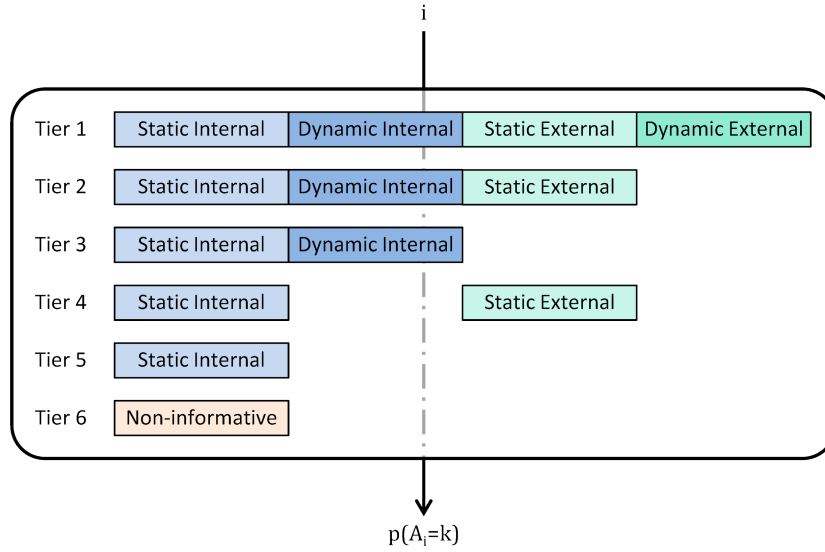 i
Tier 1 Static Internal Dynamic Internal Static External Dynamic External
Tier 2 Static Internal Dynamic Internal Static External
Tier 3 Static Internal Dynamic Internal
Tier 4 Static Internal Static External
Tier 5 Static Internal
Tier 6 Non-informative
p(Aᵢ=k)